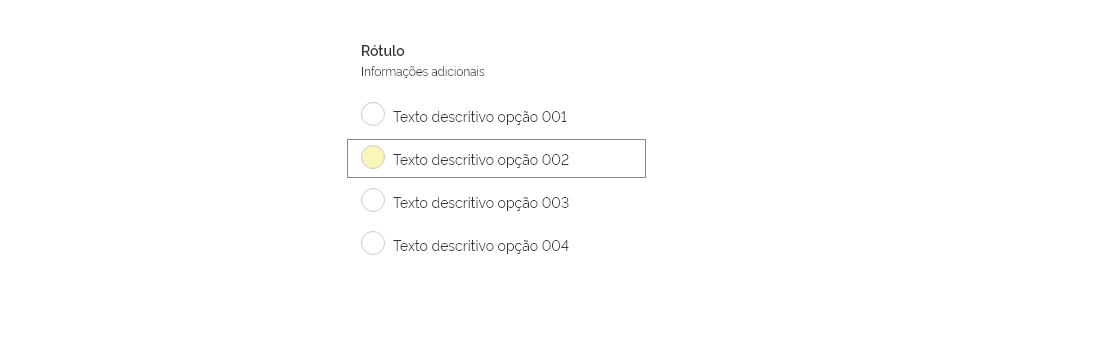 Rótulo
Informações adicionais
Texto descritivo opção 001
Texto descritivo opção 002
Texto descritivo opção 003
Texto descritivo opção 004